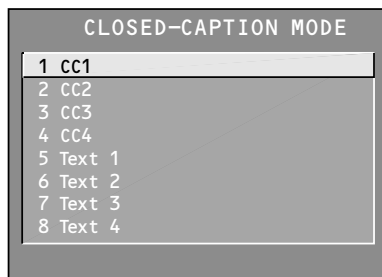 CLOSED-CAPTION MODE
1 CC1
2 CC2
3 CC3
4 CC4
5 Text 1
6 Text 2
7 Text 3
8 Text 4